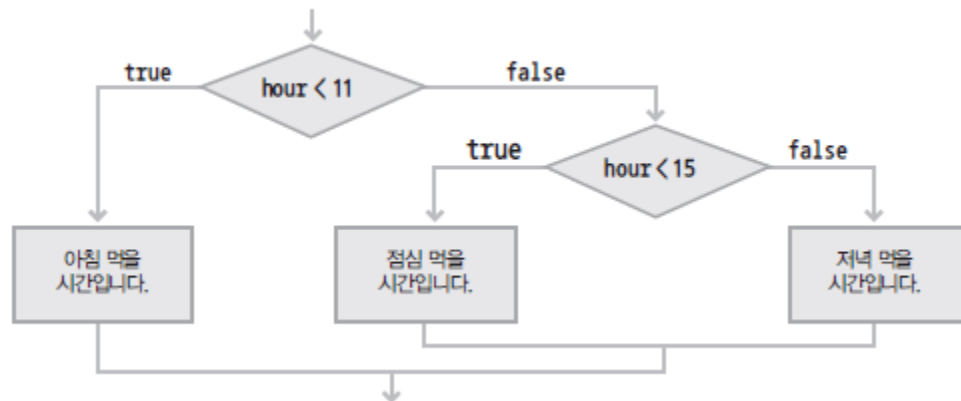 true
hour < 11
false
true
hour < 15
false
아침 먹을
시간입니다.
점심 먹을
시간입니다.
저녁 먹을
시간입니다.